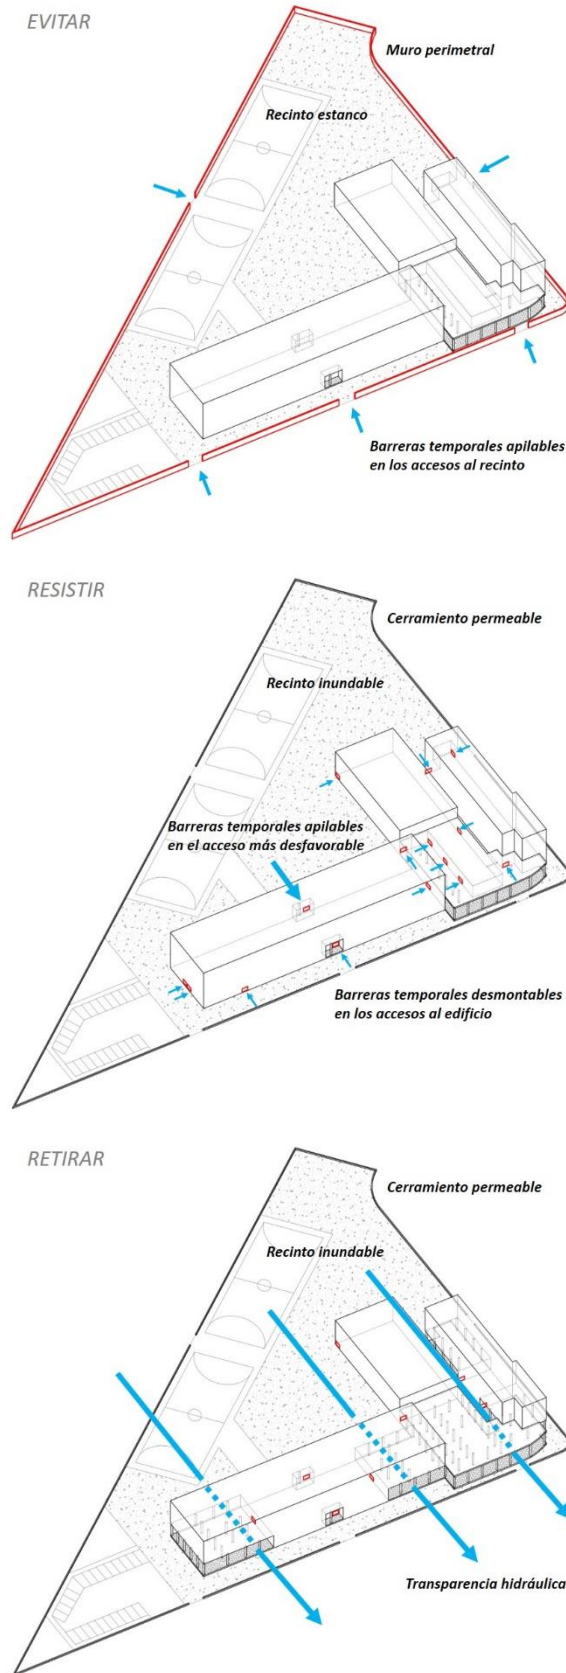 EVITAR
Muro perimetral
Recinto estanco
Barreras temporales apilables
en los accesos al recinto
RESISTIR
Cerramiento permeable
Recinto inundable
Barreras temporales apilables
en el acceso más desfavorable
Barreras temporales desmontables
en los accesos al edificio
RETIRAR
Cerramiento permeable
Recinto inundable
Transparencia hidráulica